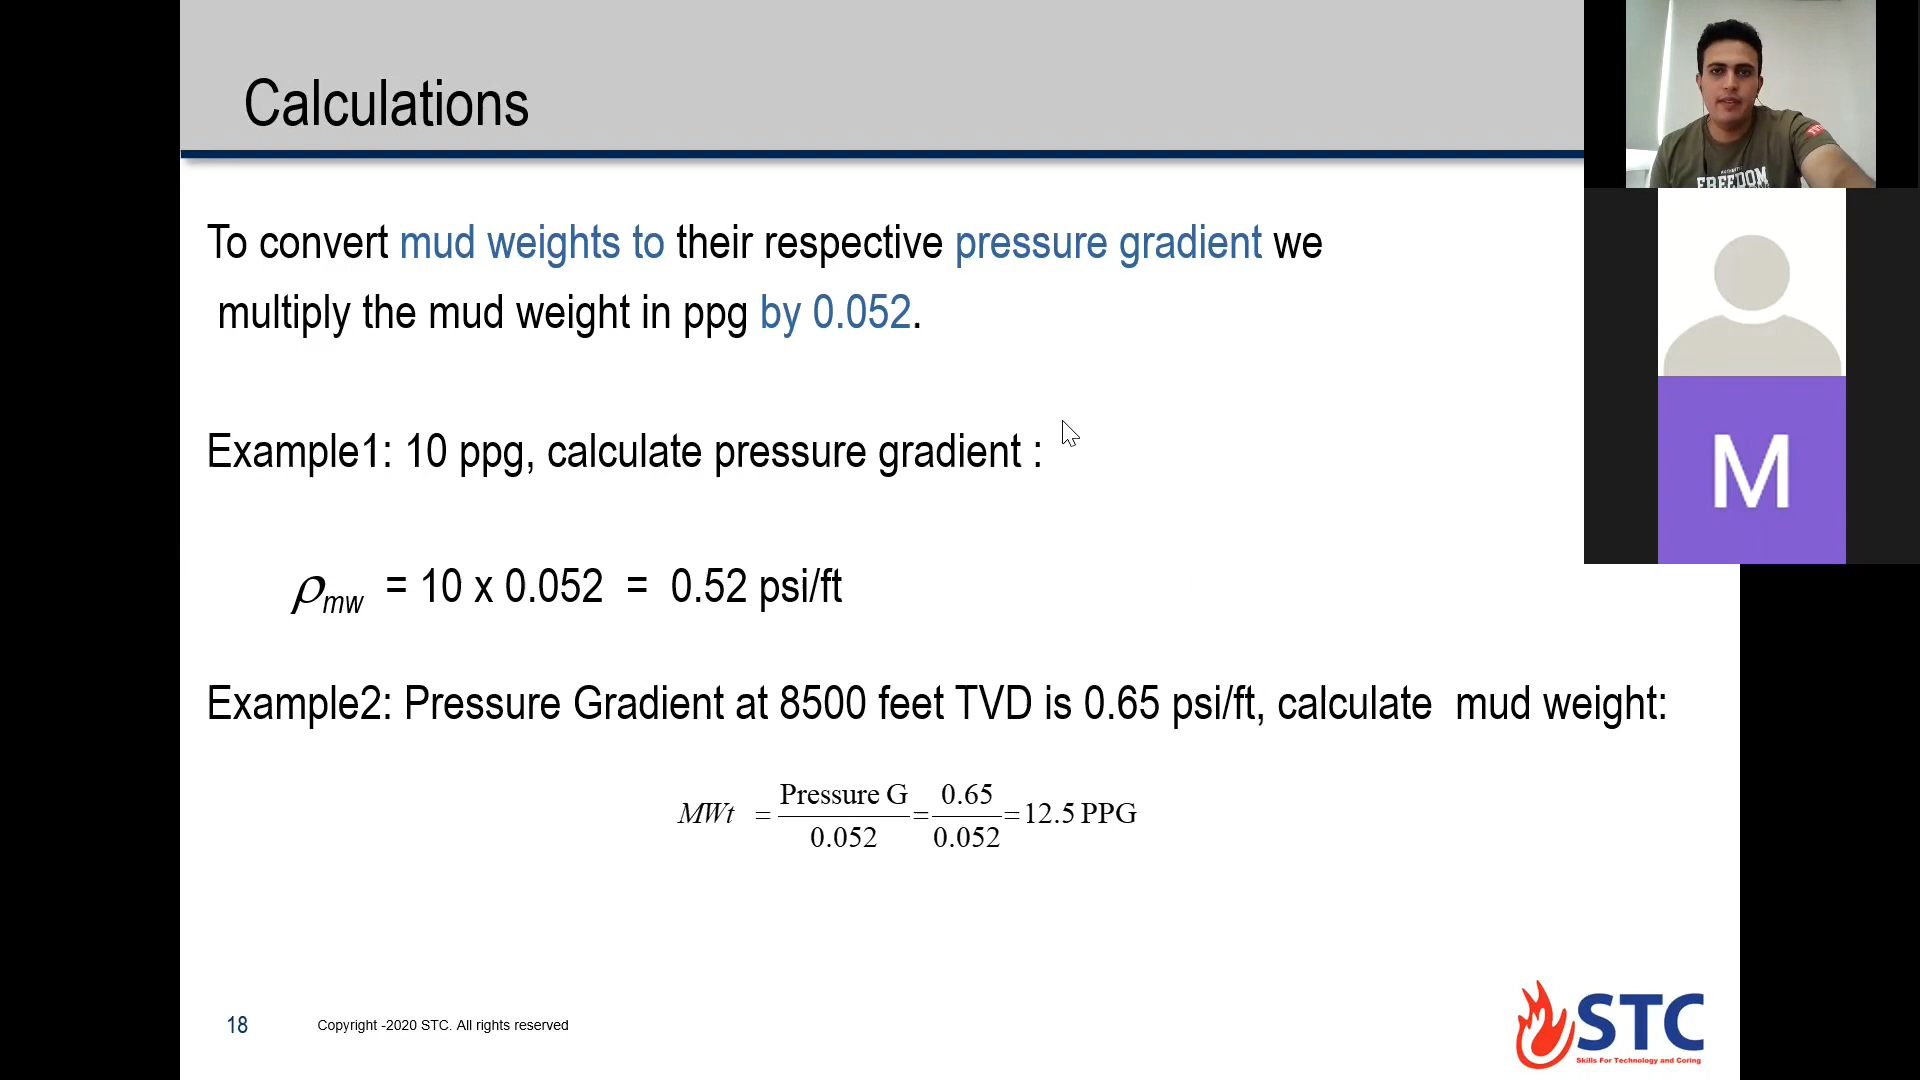 Calculations
To convert mud weights to their respective pressure gradient we
multiply the mud weight in ppg by 0.052.
Example1: 10 ppg, calculate pressure gradient :
ρmw = 10 x 0.052 = 0.52 psi/ft
Example2: Pressure Gradient at 8500 feet TVD is 0.65 psi/ft, calculate mud weight:
MWt = Pressure G / 0.052 = 0.65 / 0.052 = 12.5 PPG
18
Copyright -2020 STC. All rights reserved
STC
Skills For Technology and Coring
FREEDOM
M